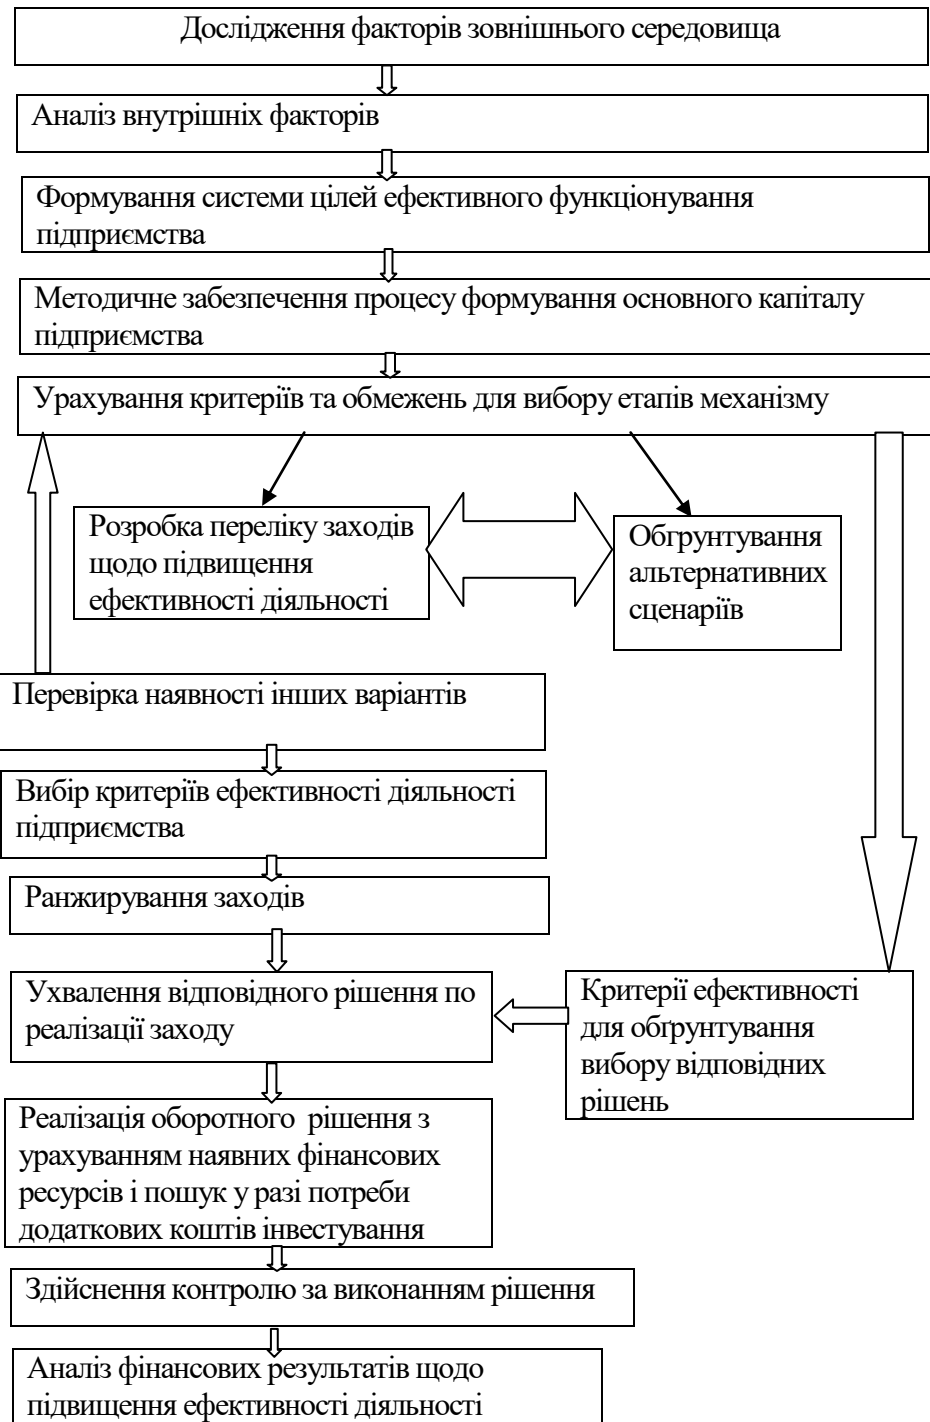 Дослідження факторів зовнішнього середовища
Аналіз внутрішніх факторів
Формування системи цілей ефективного функціонування
підприємства
Методичне забезпечення процесу формування основного капіталу
підприємства
Урахування критеріїв та обмежень для вибору етапів механізму
Розробка переліку заходів
щодо підвищення
ефективності діяльності
Обгрунтування
альтернативних
сценаріїв
Перевірка наявності інших варіантів
Вибір критеріїв ефективності діяльності
підприємства
Ранжирування заходів
Ухвалення відповідного рішення по
реалізації заходу
Критерії ефективності
для обґрунтування
вибору відповідних
рішень
Реалізація оборотного рішення з
урахуванням наявних фінансових
ресурсів і пошук у разі потреби
додаткових коштів інвестування
Здійснення контролю за виконанням рішення
Аналіз фінансових результатів щодо
підвищення ефективності діяльності